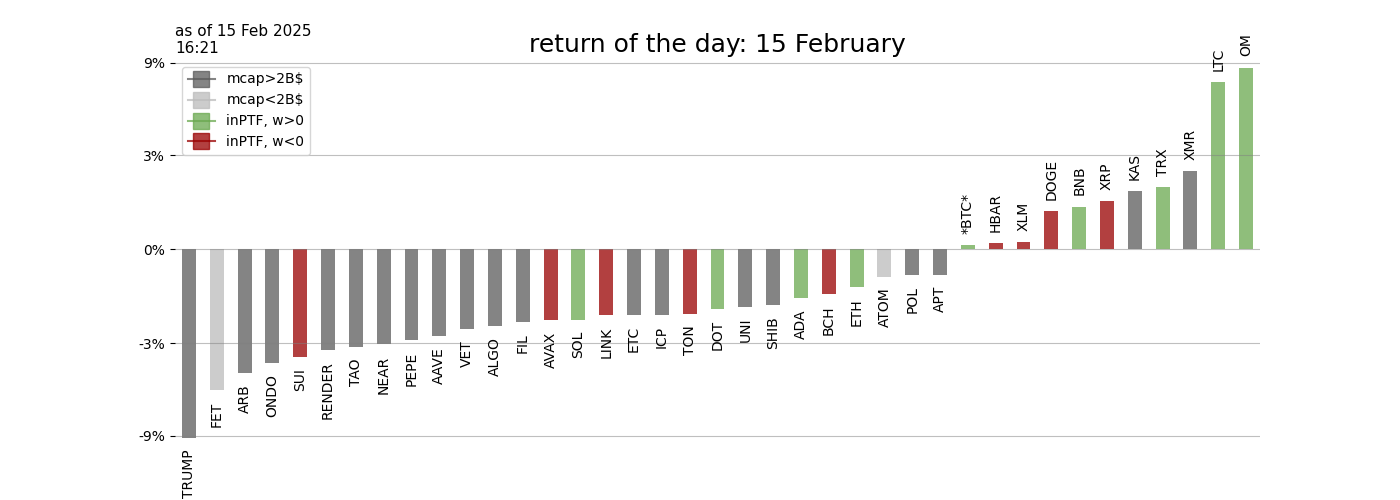 as of 15 Feb 2025
16:21
return of the day: 15 February
9%
3%
0%
-3%
-9%
mcap>2B$
mcap<2B$
inPTF, w>0
inPTF, w<0
TRUMP
FET
ARB
ONDO
SUI
RENDER
TAO
NEAR
PEPE
AAVE
VET
ALGO
FIL
AVAX
SOL
LINK
ETC
ICP
TON
DOT
UNI
SHIB
ADA
BCH
ETH
ATOM
POL
APT
*BTC*
HBAR
XLM
DOGE
BNB
XRP
KAS
TRX
XMR
LTC
OM